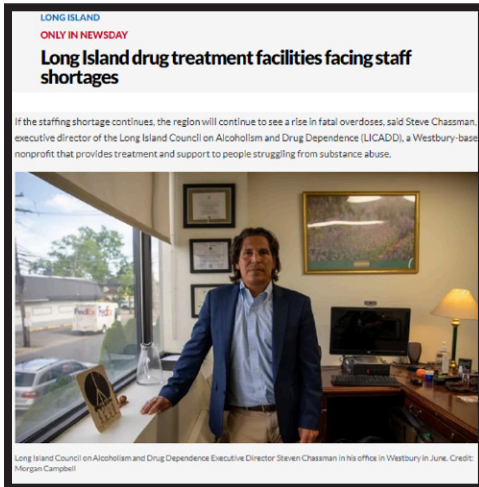 LONG ISLAND
ONLY IN NEWSDAY
Long Island drug treatment facilities facing staff
shortages
If the staffing shortage continues, the region will continue to see a rise in fatal overdoses, said Steve Chassman,
executive director of the Long Island Council on Alcoholism and Drug Dependence (LICADD), a Westbury-base
nonprofit that provides treatment and support to people struggling from substance abuse.
FedEx
Long Island Council on Alcoholism and Drug Dependence Executive Director Steven Chassman in his office in Westbury in June. Credit:
Morgan Campbell